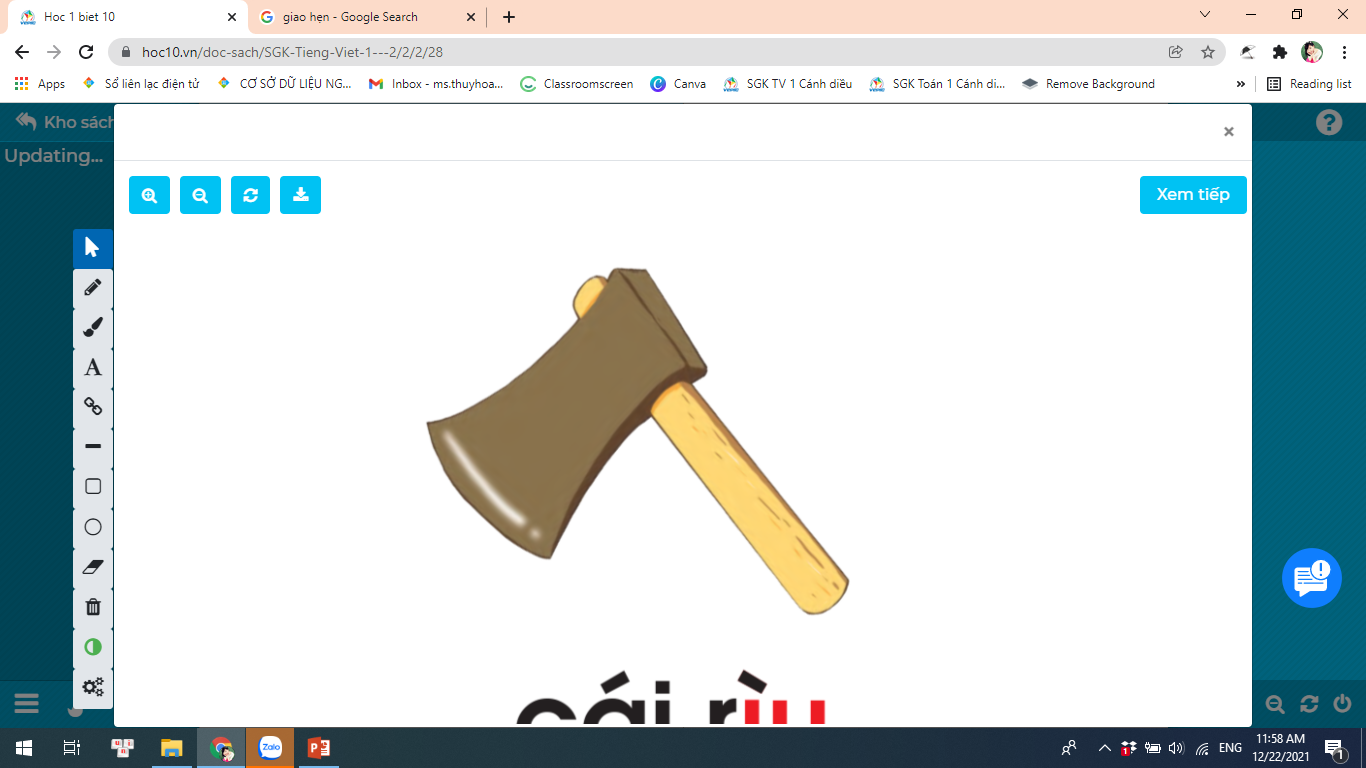 Hoc 1 biet 10
giao hẹn - Google Search
hoc10.vn/doc-sach/SGK-Tieng-Viet-1---2/2/2/28
Apps Sổ liên lạc điện tử CƠ SỞ DỮ LIỆU NG... Inbox - ms.thuyhoa... Classroomscreen Canva SGK TV 1 Cánh diều SGK Toán 1 Cánh di... Remove Background » Reading list
Kho sách
Updating...
Xem tiếp
A
cái rìu
Zalo
ENG
11:58 AM
12/22/2021